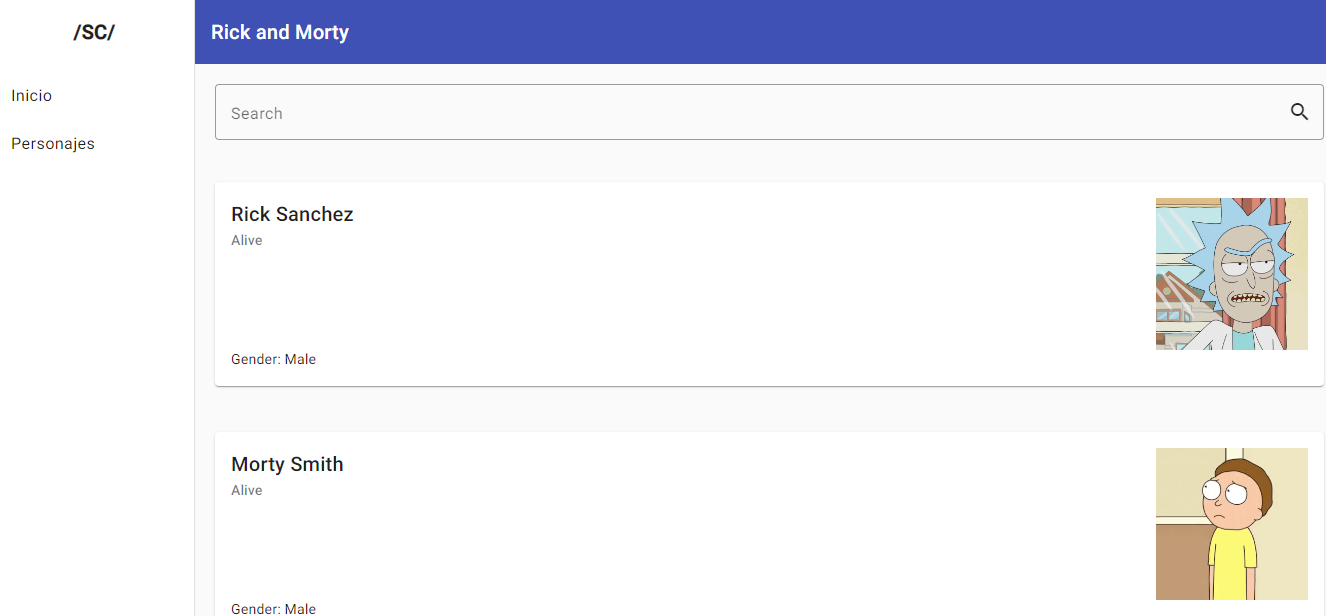 /SC/
Rick and Morty
Inicio
Personajes
Search
Rick Sanchez
Alive
Gender: Male
Morty Smith
Alive
Gender: Male